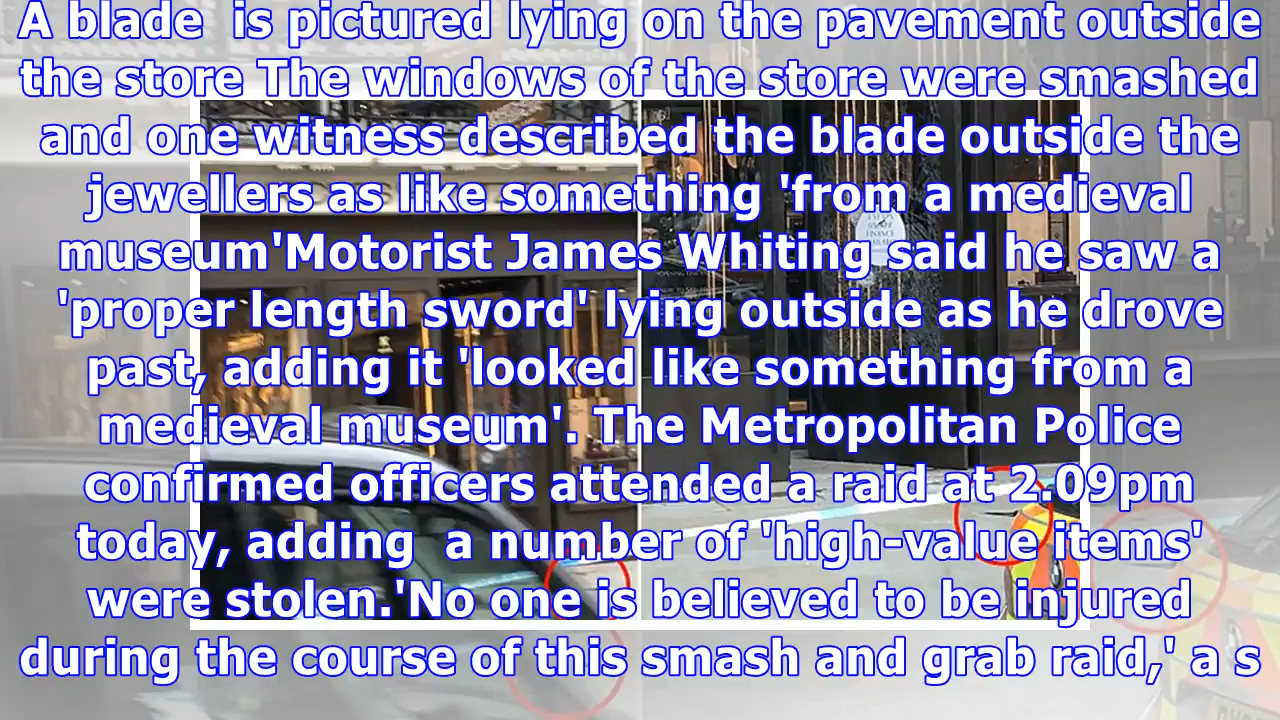 A blade  is pictured lying on the pavement outside
the store The windows of the store were smashed
and one witness described the blade outside the
jewellers as like something 'from a medieval
museum'Motorist James Whiting said he saw a
'proper length sword' lying outside as he drove
past, adding it 'looked like something from a
medieval museum'. The Metropolitan Police
confirmed officers attended a raid at 2.09pm
today, adding  a number of 'high-value items'
were stolen.'No one is believed to be injured
during the course of this smash and grab raid,' a s